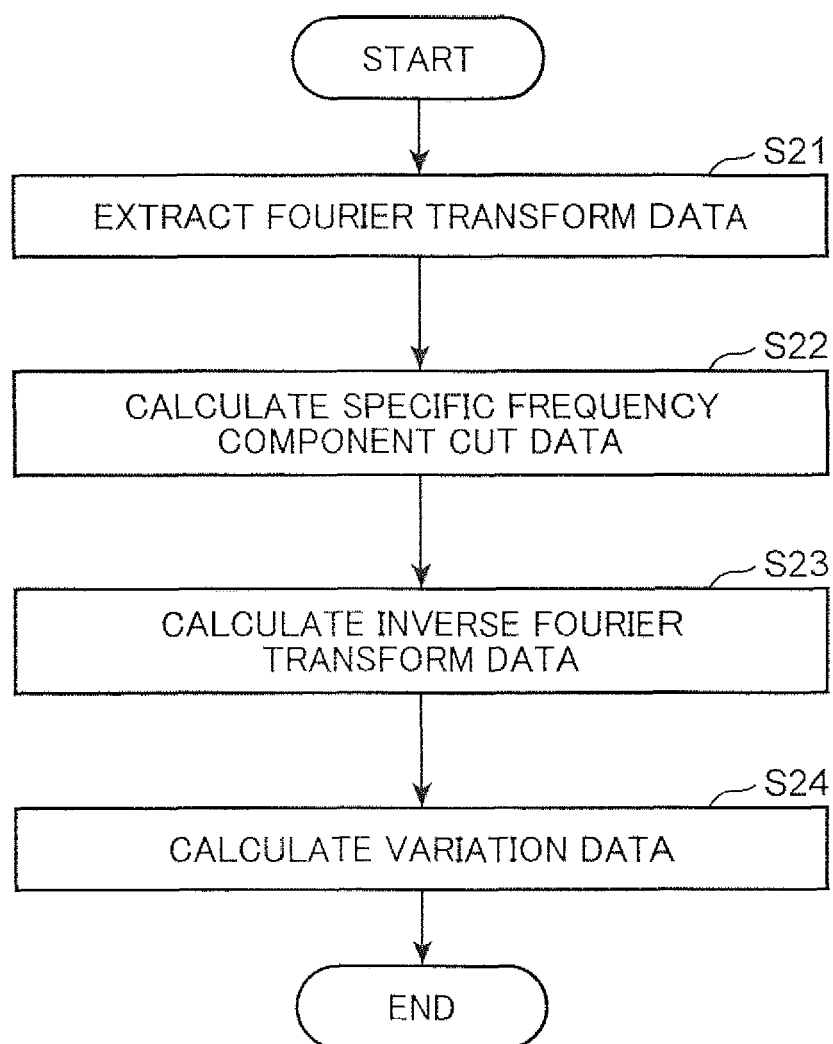 START
S21
EXTRACT FOURIER TRANSFORM DATA
S22
CALCULATE SPECIFIC FREQUENCY
COMPONENT CUT DATA
S23
CALCULATE INVERSE FOURIER
TRANSFORM DATA
S24
CALCULATE VARIATION DATA
END